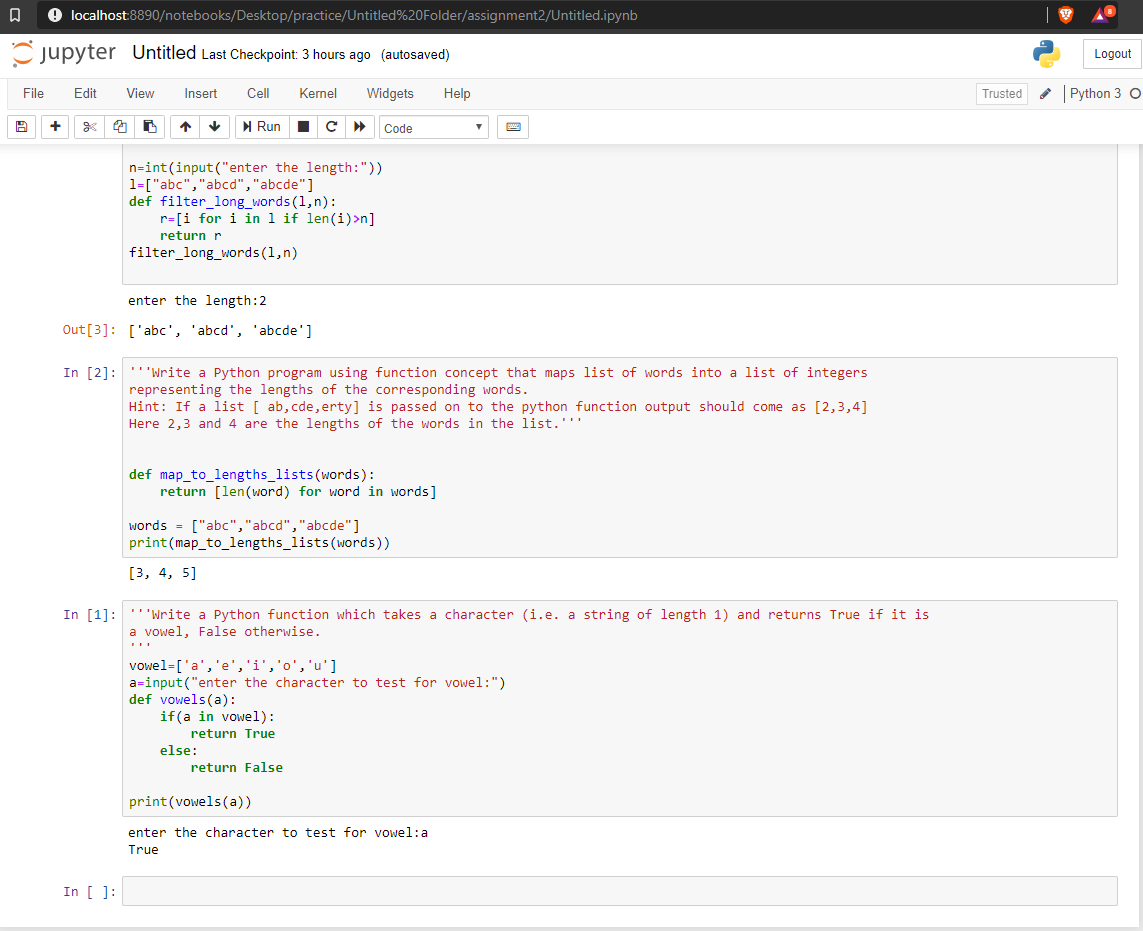 localhost:8890/notebooks/Desktop/practice/Untitled%20Folder/assignment2/Untitled.ipynb
8
jupyter Untitled Last Checkpoint: 3 hours ago (autosaved)
Logout
File Edit View Insert Cell Kernel Widgets Help
Trusted Python 3
Run Code
n=int(input("enter the length:"))
l=["abc","abcd","abcde"]
def filter_long_words(l,n):
    r=[i for i in l if len(i)>n]
    return r
filter_long_words(l,n)
enter the length:2
Out[3]: ['abc', 'abcd', 'abcde']
In [2]: '''Write a Python program using function concept that maps list of words into a list of integers
representing the lengths of the corresponding words.
Hint: If a list [ ab,cde,erty] is passed on to the python function output should come as [2,3,4]
Here 2,3 and 4 are the lengths of the words in the list.'''
def map_to_lengths_lists(words):
    return [len(word) for word in words]
words = ["abc","abcd","abcde"]
print(map_to_lengths_lists(words))
[3, 4, 5]
In [1]: '''Write a Python function which takes a character (i.e. a string of length 1) and returns True if it is
a vowel, False otherwise.
'''
vowel=['a','e','i','o','u']
a=input("enter the character to test for vowel:")
def vowels(a):
    if(a in vowel):
        return True
    else:
        return False
print(vowels(a))
enter the character to test for vowel:a
True
In [ ]: